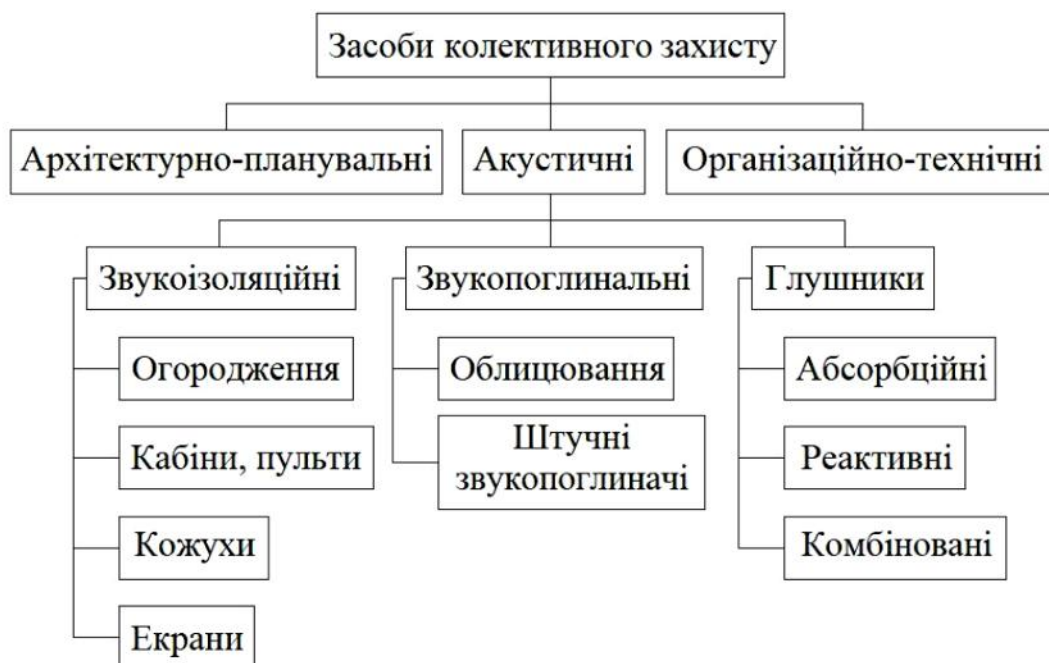 Засоби колективного захисту
Архітектурно-планувальні
Акустичні
Організаційно-технічні
Звукоізоляційні
Огородження
Кабіни, пульти
Кожухи
Екрани
Звукопоглинальні
Облицювання
Штучні
звукопоглиначі
Глушники
Абсорбційні
Реактивні
Комбіновані